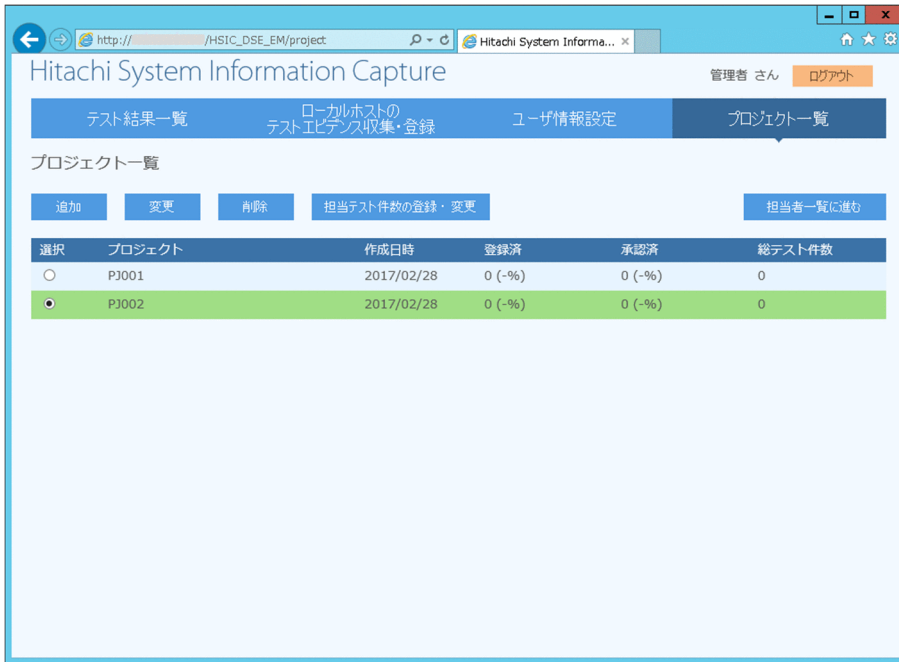 http:// /HSIC_DSE_EM/project
Hitachi System Informa...
Hitachi System Information Capture
管理者 さん
ログアウト
テスト結果一覧
ローカルホストの
テストエビデンス収集・登録
ユーザ情報設定
プロジェクト一覧
プロジェクト一覧
追加 変更 削除 担当テスト件数の登録・変更 担当者一覧に進む
選択 プロジェクト 作成日時 登録済 承認済 総テスト件数
PJ001 2017/02/28 0 (-%) 0 (-%) 0
PJ002 2017/02/28 0 (-%) 0 (-%) 0